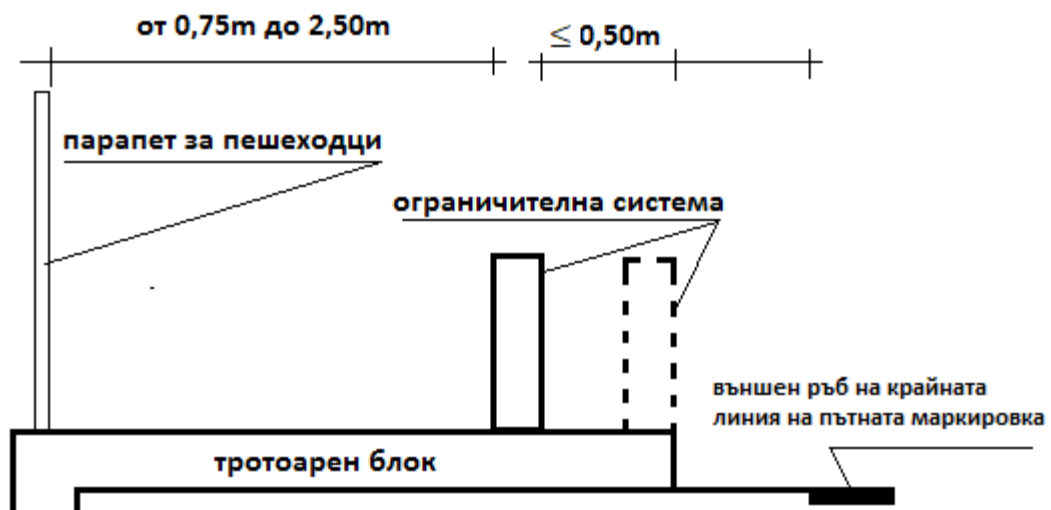 от 0,75m до 2,50m
≤ 0,50m
парапет за пешеходци
ограничителна система
външен ръб на крайната
линия на пътната маркировка
тротоарен блок